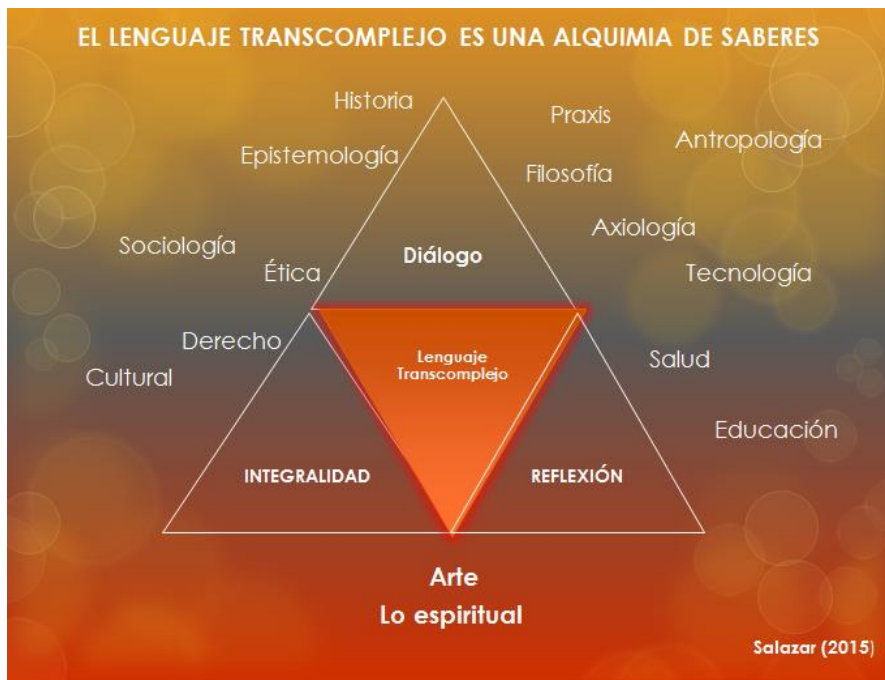 EL LENGUAJE TRANSCOMPLEJO ES UNA ALQUIMIA DE SABERES
Historia
Praxis
Antropología
Epistemología
Filosofía
Axiología
Sociología
Diálogo
Ética
Tecnología
Derecho
Lenguaje
Transcomplejo
Salud
Cultural
Educación
INTEGRALIDAD
REFLEXIÓN
Arte
Lo espiritual
Salazar (2015)